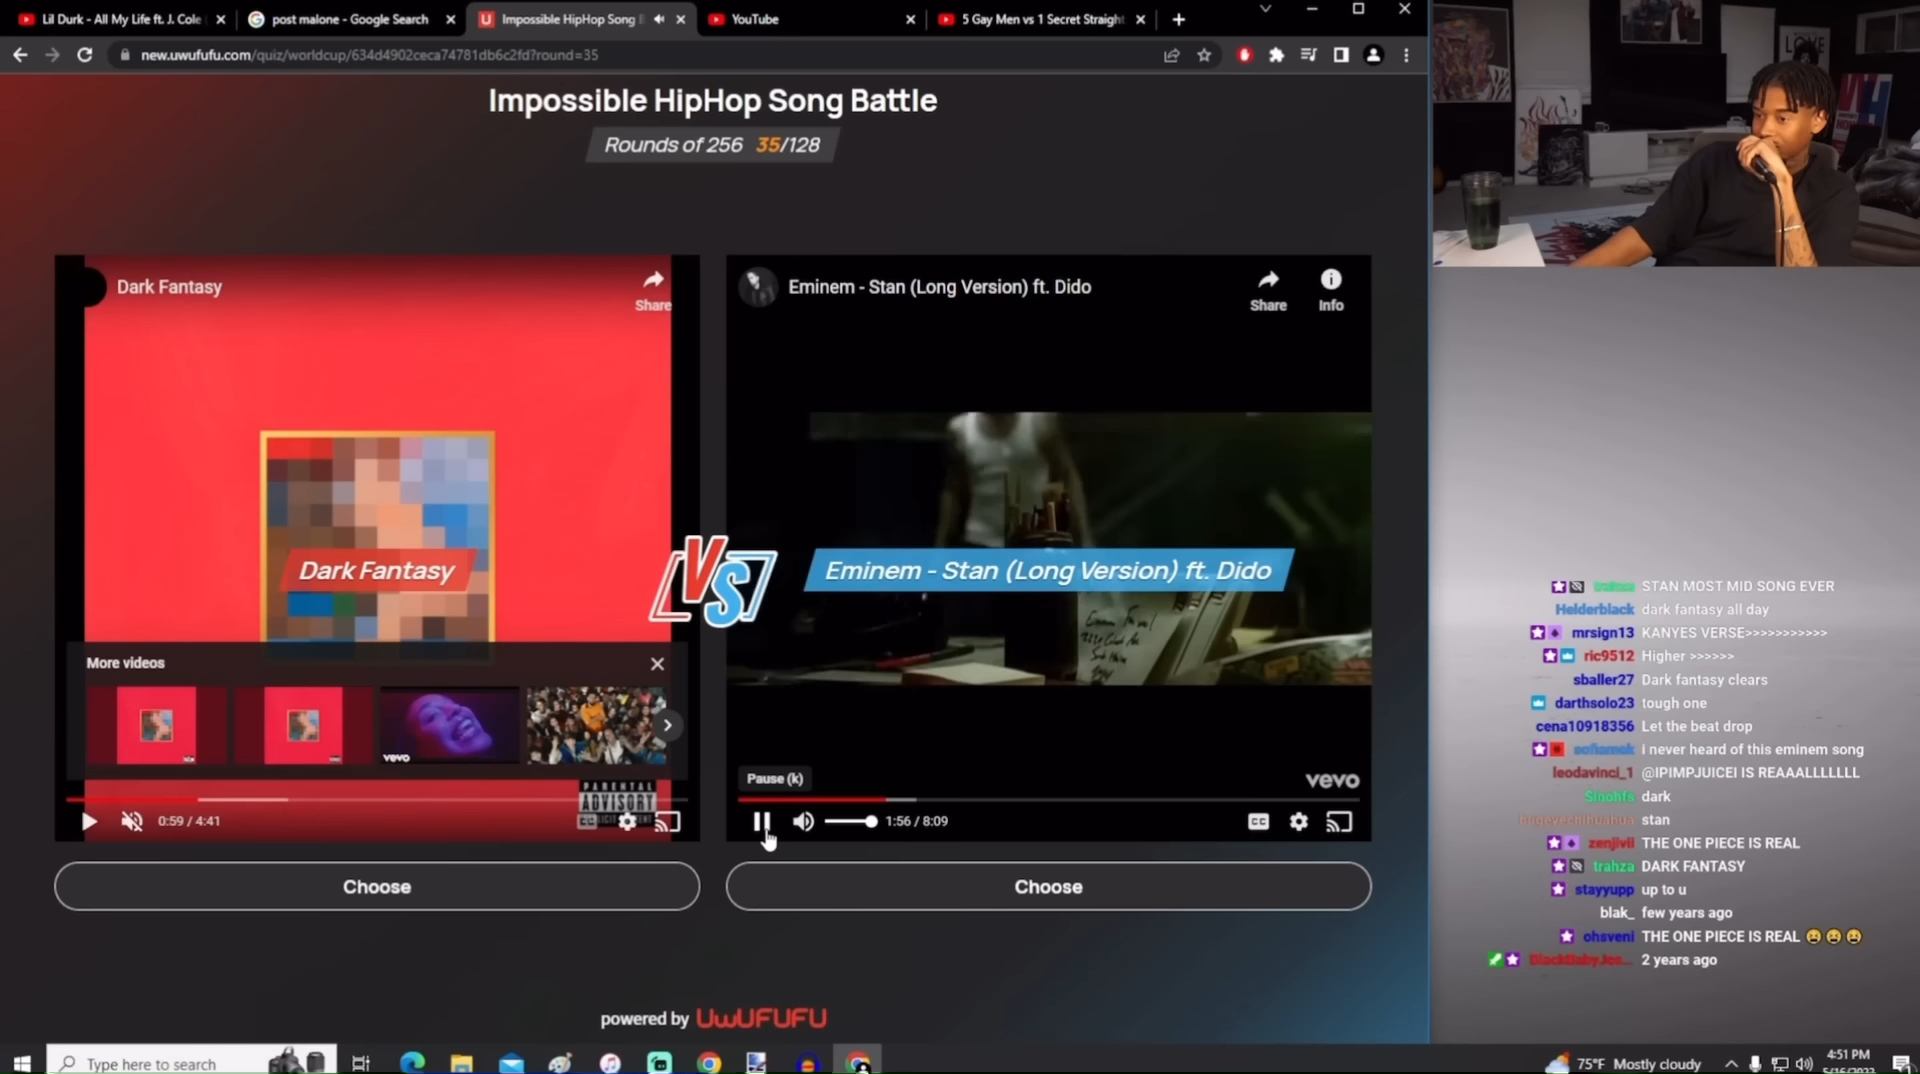 Lil Durk - All My Life ft. J. Cole
post malone - Google Search
Impossible HipHop Song
YouTube
5 Gay Men vs 1 Secret Straight
new.uwufufu.com/quiz/worldcup/634d4902ceca74781db6c2fd?round=35
Impossible HipHop Song Battle
Rounds of 256 35/128
Dark Fantasy
Share
Eminem - Stan (Long Version) ft. Dido
Share
Info
Dark Fantasy
VS
Eminem - Stan (Long Version) ft. Dido
More videos
vevo
PARENTAL
ADVISORY
0:59 / 4:41
Pause (k)
vevo
1:56 / 8:09
CC
Choose
Choose
powered by UwUFUFU
LOVE
trahza STAN MOST MID SONG EVER
Helderblack dark fantasy all day
mrsign13 KANYES VERSE>>>>>>>>>>>
ric9512 Higher >>>>>>
sballer27 Dark fantasy clears
darthsolo23 tough one
cena10918356 Let the beat drop
i never heard of this eminem song
leodavinci_1 @IPIMPJUICEI IS REAAALLLLLLL
Sinohfs dark
stan
zenjivii THE ONE PIECE IS REAL
trahza DARK FANTASY
stayyupp up to u
blak_ few years ago
ohsveni THE ONE PIECE IS REAL 😩 😩 😩
BlackBabyJes... 2 years ago
Type here to search
75°F Mostly cloudy
4:51 PM